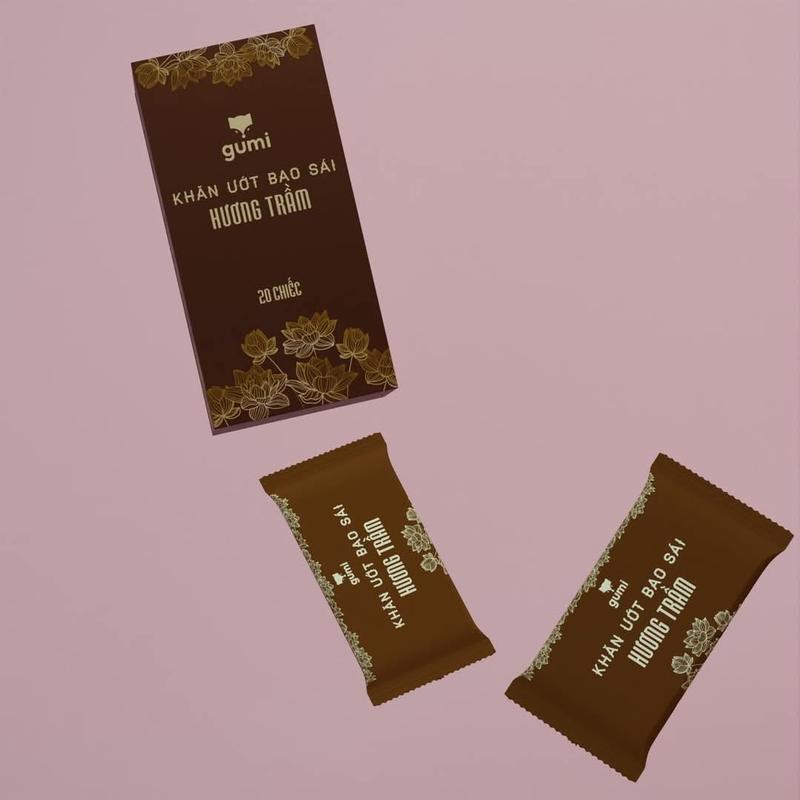 gumi
KHĂN ƯỚT BAO SÁI
HƯƠNG TRẦM
20 CHIẾC
gumi
KHĂN ƯỚT BAO SÁI
HƯƠNG TRẦM
gumi
KHĂN ƯỚT BAO SÁI
HƯƠNG TRẦM